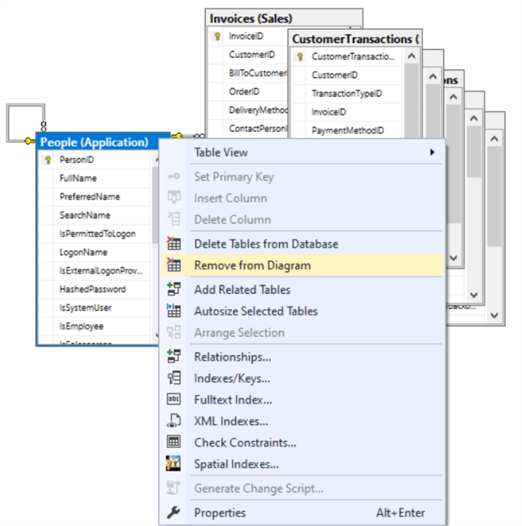 Invoices (Sales)
InvoiceID
CustomerID
BillToCustomer
OrderID
DeliveryMethod
ContactPerson
CustomerTransactions (
CustomerTransactio...
CustomerID
TransactionTypeID
InvoiceID
PaymentMethodID
ons
People (Application)
PersonID
FullName
PreferredName
SearchName
IsPermittedToLogon
LogonName
IsExternalLogonProv...
HashedPassword
IsSystemUser
IsEmployee
Table View
Set Primary Key
Insert Column
Delete Column
Delete Tables from Database
Remove from Diagram
Add Related Tables
Autosize Selected Tables
Arrange Selection
Relationships...
Indexes/Keys...
Fulltext Index...
XML Indexes...
Check Constraints...
Spatial Indexes...
Generate Change Script...
Properties Alt+Enter